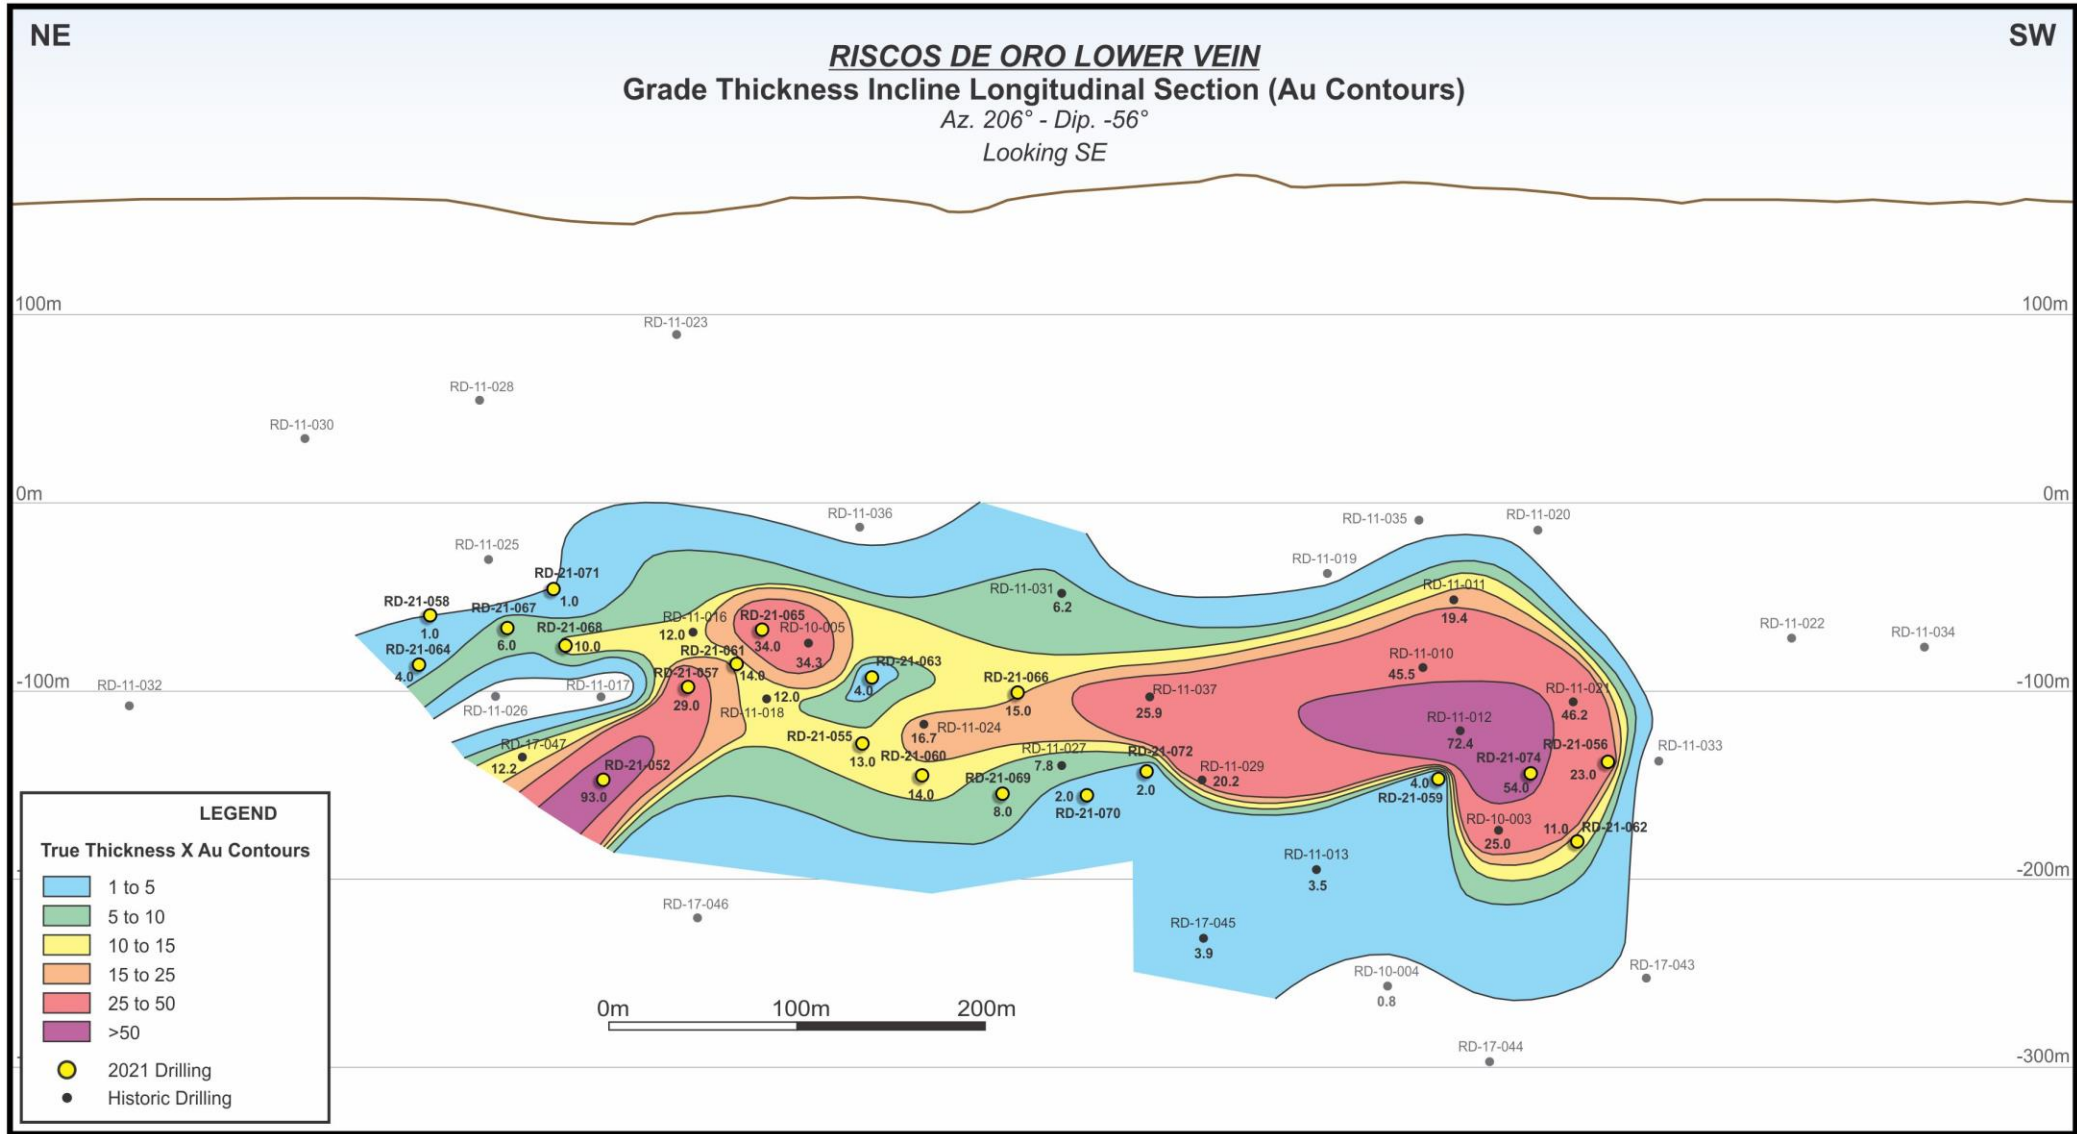 NE
SW
RISCOS DE ORO LOWER VEIN
Grade Thickness Incline Longitudinal Section (Au Contours)
Az. 206° - Dip. -56°
Looking SE
100m
100m
RD-11-023
RD-11-028
RD-11-030
0m
0m
RD-11-036
RD-11-035
RD-11-020
RD-11-025
RD-11-019
RD-21-071
1.0
RD-11-031
6.2
RD-11-011
19.4
RD-21-058
1.0
RD-21-067
6.0
RD-21-068
10.0
RD-11-016
12.0
RD-21-065
34.0
RD-10-005
34.3
RD-11-022
RD-11-034
RD-21-064
4.0
RD-21-061
14.0
RD-21-063
4.0
RD-11-010
45.5
-100m
-100m
RD-11-032
RD-11-026
RD-11-017
RD-21-057
29.0
RD-11-018
12.0
RD-21-066
15.0
RD-11-037
25.9
RD-11-021
46.2
RD-11-012
72.4
RD-11-024
16.7
RD-21-055
13.0
RD-17-047
12.2
RD-21-060
14.0
RD-11-027
7.8
RD-21-072
2.0
RD-21-056
23.0
RD-11-033
RD-21-052
93.0
RD-21-069
8.0
2.0
RD-21-070
RD-11-029
20.2
4.0
RD-21-059
RD-21-074
54.0
RD-10-003
25.0
11.0
RD-21-062
RD-11-013
3.5
-200m
RD-17-046
RD-17-045
3.9
RD-10-004
0.8
RD-17-043
RD-17-044
-300m
0m 100m 200m
LEGEND
True Thickness X Au Contours
1 to 5
5 to 10
10 to 15
15 to 25
25 to 50
>50
2021 Drilling
Historic Drilling